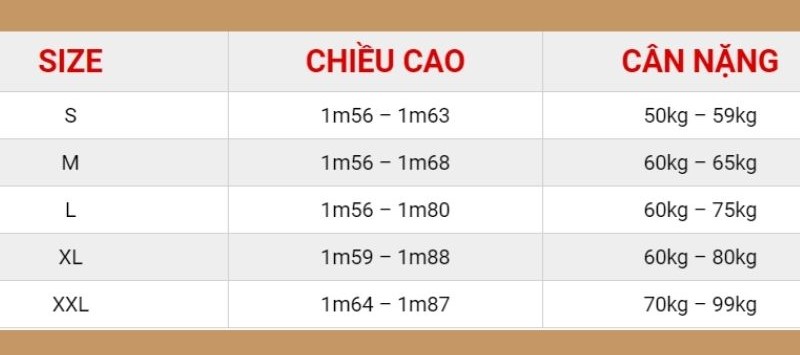 SIZE CHIỀU CAO CÂN NẶNG
S 1m56 – 1m63 50kg – 59kg
M 1m56 – 1m68 60kg – 65kg
L 1m56 – 1m80 60kg – 75kg
XL 1m59 – 1m88 60kg – 80kg
XXL 1m64 – 1m87 70kg – 99kg